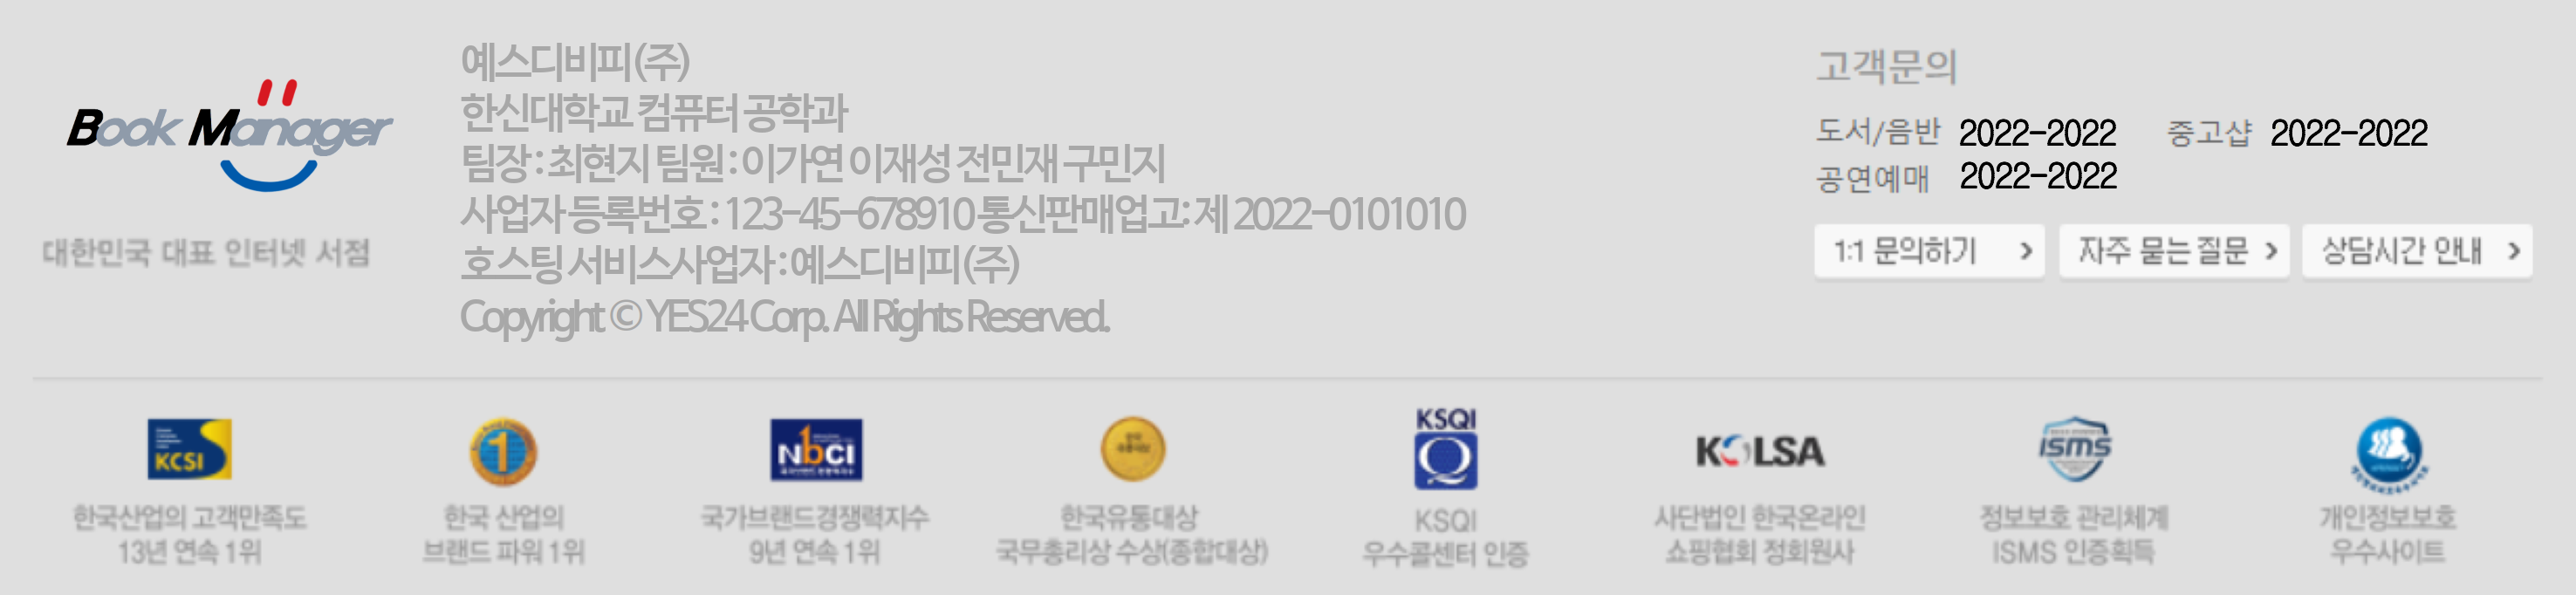 Book Manager
대한민국 대표 인터넷 서점
예스디비피(주)
한신대학교 컴퓨터 공학과
팀장 : 최현지 팀원 : 이가연 이재성 전민재 구민지
사업자 등록번호 : 123-45-678910 통신판매업고: 제 2022-0101010
호스팅 서비스사업자 : 예스디비피(주)
Copyright © YES24 Corp. All Rights Reserved.
고객문의
도서/음반 2022-2022 중고샵 2022-2022
공연예매 2022-2022
1:1 문의하기 > 자주 묻는 질문 > 상담시간 안내 >
KCSI
한국산업의 고객만족도
13년 연속 1위
1
한국 산업의
브랜드 파워 1위
NbCI
국가브랜드경쟁력지수
9년 연속 1위
한국유통대상
국무총리상 수상(종합대상)
KSQI
Q
KSQI
우수콜센터 인증
KOLSA
사단법인 한국온라인
쇼핑협회 정회원사
ISMS
정보보호 관리체계
ISMS 인증획득
개인정보보호
우수사이트